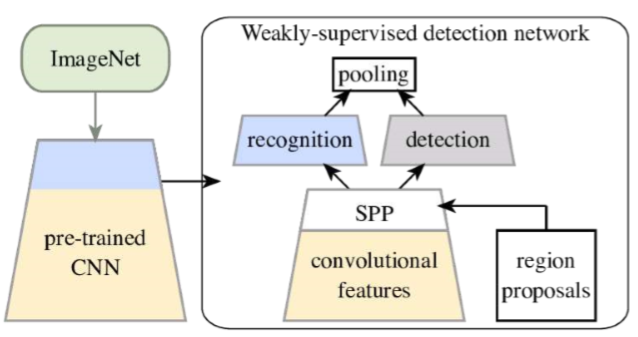 ImageNet
pre-trained
CNN
Weakly-supervised detection network
pooling
recognition
detection
SPP
convolutional
features
region
proposals